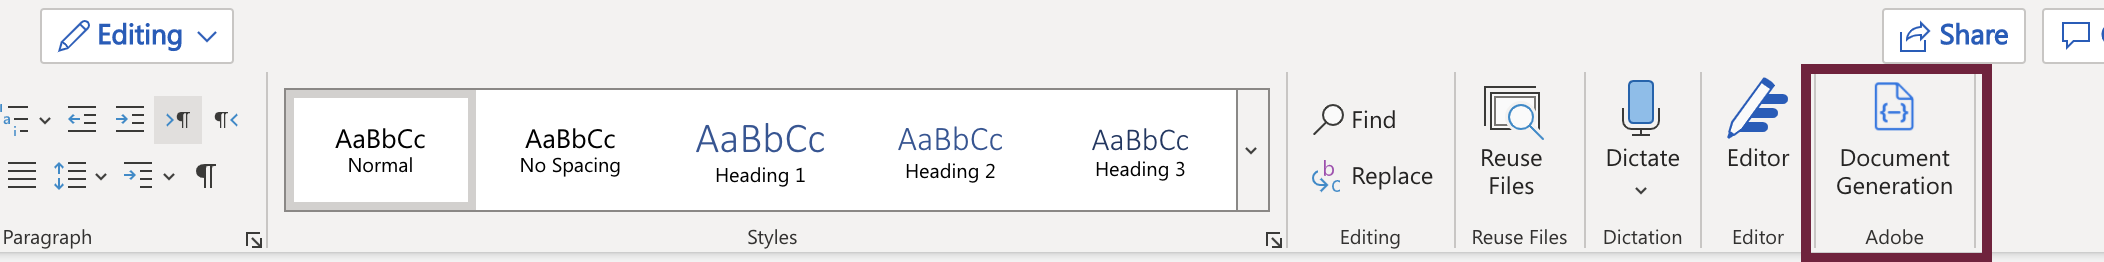 Editing
Share
AaBbCc
Normal
AaBbCc
No Spacing
AaBbCc
Heading 1
AaBbCc
Heading 2
AaBbCc
Heading 3
Find
Replace
Reuse
Files
Dictate
Editor
Document
Generation
Paragraph
Styles
Editing
Reuse Files
Dictation
Editor
Adobe